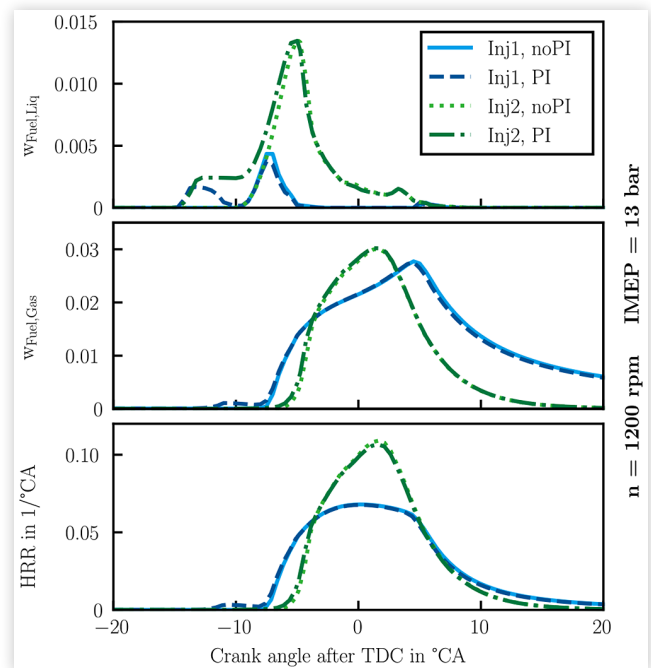 0.015
0.010
0.005
0
w_Fuel,Liq
Inj1, noPI
Inj1, PI
Inj2, noPI
Inj2, PI
0.03
0.02
0.01
0
w_Fuel,Gas
0.10
0.05
0
HRR in 1/°CA
−20
−10
0
10
20
Crank angle after TDC in °CA
n = 1200 rpm IMEP = 13 bar